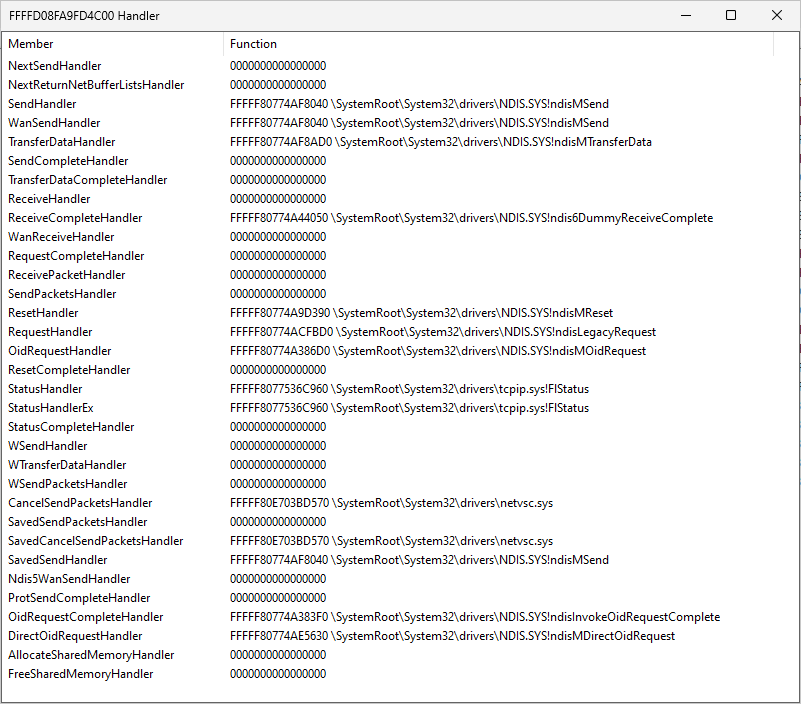 FFFFD08FA9FD4C00 Handler
Member Function
NextSendHandler 0000000000000000
NextReturnNetBufferListsHandler 0000000000000000
SendHandler FFFFF80774AF8040 \SystemRoot\System32\drivers\NDIS.SYS!ndisMSend
WanSendHandler FFFFF80774AF8040 \SystemRoot\System32\drivers\NDIS.SYS!ndisMSend
TransferDataHandler FFFFF80774AF8AD0 \SystemRoot\System32\drivers\NDIS.SYS!ndisMTransferData
SendCompleteHandler 0000000000000000
TransferDataCompleteHandler 0000000000000000
ReceiveHandler 0000000000000000
ReceiveCompleteHandler FFFFF80774A44050 \SystemRoot\System32\drivers\NDIS.SYS!ndis6DummyReceiveComplete
WanReceiveHandler 0000000000000000
RequestCompleteHandler 0000000000000000
ReceivePacketHandler 0000000000000000
SendPacketsHandler 0000000000000000
ResetHandler FFFFF80774A9D390 \SystemRoot\System32\drivers\NDIS.SYS!ndisMReset
RequestHandler FFFFF80774ACFBD0 \SystemRoot\System32\drivers\NDIS.SYS!ndisLegacyRequest
OidRequestHandler FFFFF80774A386D0 \SystemRoot\System32\drivers\NDIS.SYS!ndisMOidRequest
ResetCompleteHandler 0000000000000000
StatusHandler FFFFF8077536C960 \SystemRoot\System32\drivers\tcpip.sys!FlStatus
StatusHandlerEx FFFFF8077536C960 \SystemRoot\System32\drivers\tcpip.sys!FlStatus
StatusCompleteHandler 0000000000000000
WSendHandler 0000000000000000
WTransferDataHandler 0000000000000000
WSendPacketsHandler 0000000000000000
CancelSendPacketsHandler FFFFF80E703BD570 \SystemRoot\System32\drivers\netvsc.sys
SavedSendPacketsHandler 0000000000000000
SavedCancelSendPacketsHandler FFFFF80E703BD570 \SystemRoot\System32\drivers\netvsc.sys
SavedSendHandler FFFFF80774AF8040 \SystemRoot\System32\drivers\NDIS.SYS!ndisMSend
Ndis5WanSendHandler 0000000000000000
ProtSendCompleteHandler 0000000000000000
OidRequestCompleteHandler FFFFF80774A383F0 \SystemRoot\System32\drivers\NDIS.SYS!ndisInvokeOidRequestComplete
DirectOidRequestHandler FFFFF80774AE5630 \SystemRoot\System32\drivers\NDIS.SYS!ndisMDirectOidRequest
AllocateSharedMemoryHandler 0000000000000000
FreeSharedMemoryHandler 0000000000000000